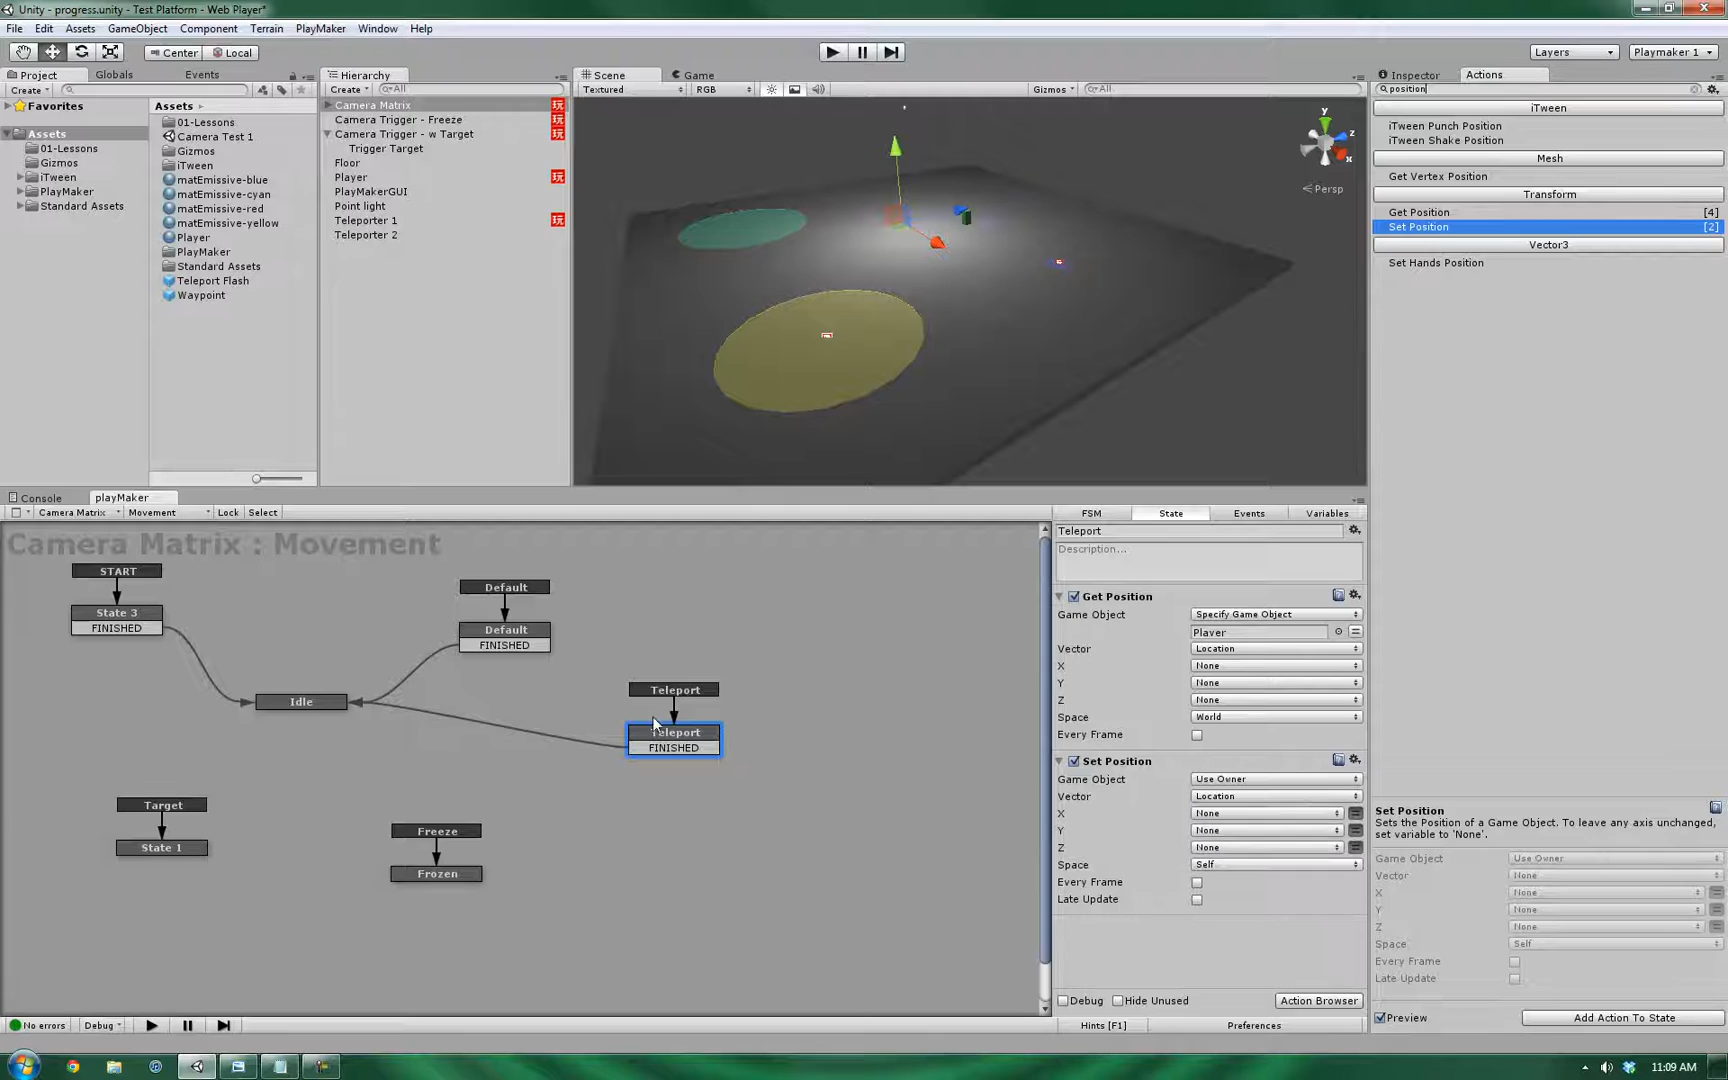 Unity - progress.unity - Test Platform - Web Player*
File Edit Assets GameObject Component Terrain PlayMaker Window Help
Center Local Layers Playmaker 1
Project Globals Events
Create
Favorites
Assets
01-Lessons
Gizmos
iTween
PlayMaker
Standard Assets
Assets
01-Lessons
Camera Test 1
Gizmos
iTween
matEmissive-blue
matEmissive-cyan
matEmissive-red
matEmissive-yellow
Player
PlayMaker
Standard Assets
Teleport Flash
Waypoint
Hierarchy
Create All
Camera Matrix 玩
Camera Trigger - Freeze 玩
Camera Trigger - w Target 玩
Trigger Target
Floor
Player 玩
PlayMakerGUI
Point light
Teleporter 1 玩
Teleporter 2
Scene Game
Textured RGB Gizmos All
y
z
x
Persp
Inspector Actions
position
iTween
iTween Punch Position
iTween Shake Position
Mesh
Get Vertex Position
Transform
Get Position [4]
Set Position [2]
Vector3
Set Hands Position
Console playMaker
Camera Matrix Movement Lock Select
Camera Matrix : Movement
START
State 3
FINISHED
Default
Default
FINISHED
Idle
Teleport
Teleport
FINISHED
Target
State 1
Freeze
Frozen
No errors Debug
FSM State Events Variables
Teleport
Description...
Get Position
Game Object Specify Game Object
Player
Vector Location
X None
Y None
Z None
Space World
Every Frame
Set Position
Game Object Use Owner
Vector Location
X None
Y None
Z None
Space Self
Every Frame
Late Update
Debug Hide Unused Action Browser
Hints [F1] Preferences
Set Position
Sets the Position of a Game Object. To leave any axis unchanged,
set variable to 'None'.
Game Object Use Owner
Vector None
X None
Y None
Z None
Space Self
Every Frame
Late Update
Preview Add Action To State
11:09 AM